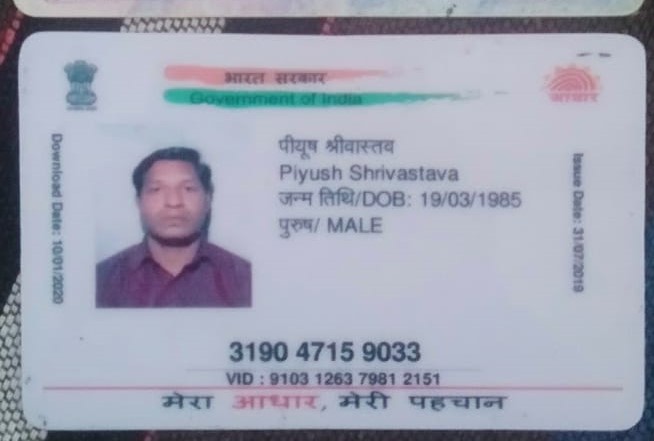 भारत सरकार
Government of India
आधार
Download Date: 10/01/2020
पीयूष श्रीवास्तव
Piyush Shrivastava
जन्म तिथि/DOB: 19/03/1985
पुरुष/ MALE
Issue Date: 31/07/2019
3190 4715 9033
VID : 9103 1263 7981 2151
मेरा आधार, मेरी पहचान